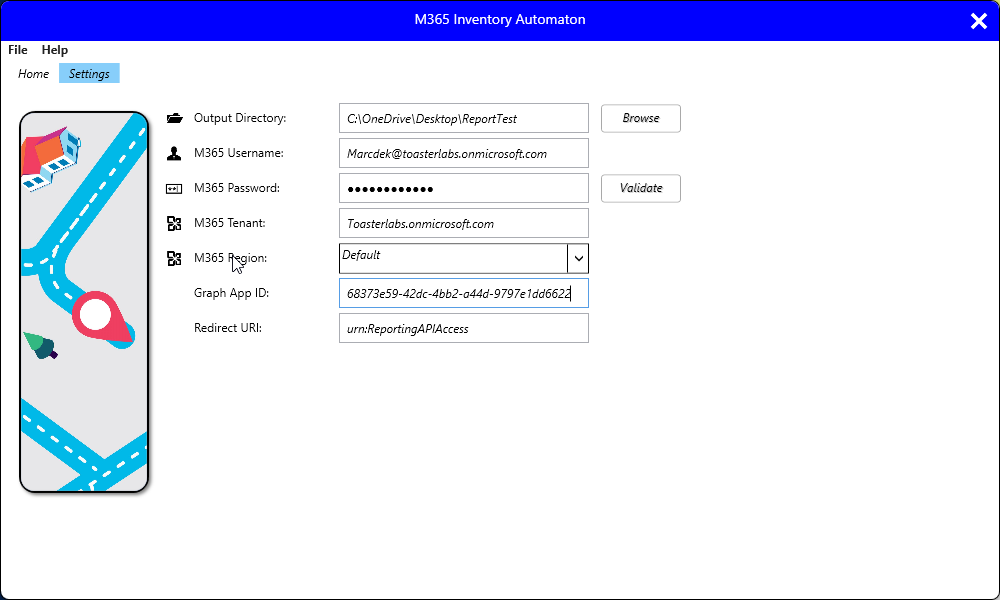 M365 Inventory Automaton
File Help
Home Settings
Output Directory: C:\OneDrive\Desktop\ReportTest Browse
M365 Username: Marcdek@toasterlabs.onmicrosoft.com
M365 Password: ●●●●●●●●●●●● Validate
M365 Tenant: Toasterlabs.onmicrosoft.com
M365 Region: Default
Graph App ID: 68373e59-42dc-4bb2-a44d-9797e1dd6622
Redirect URI: urn:ReportingAPIAccess